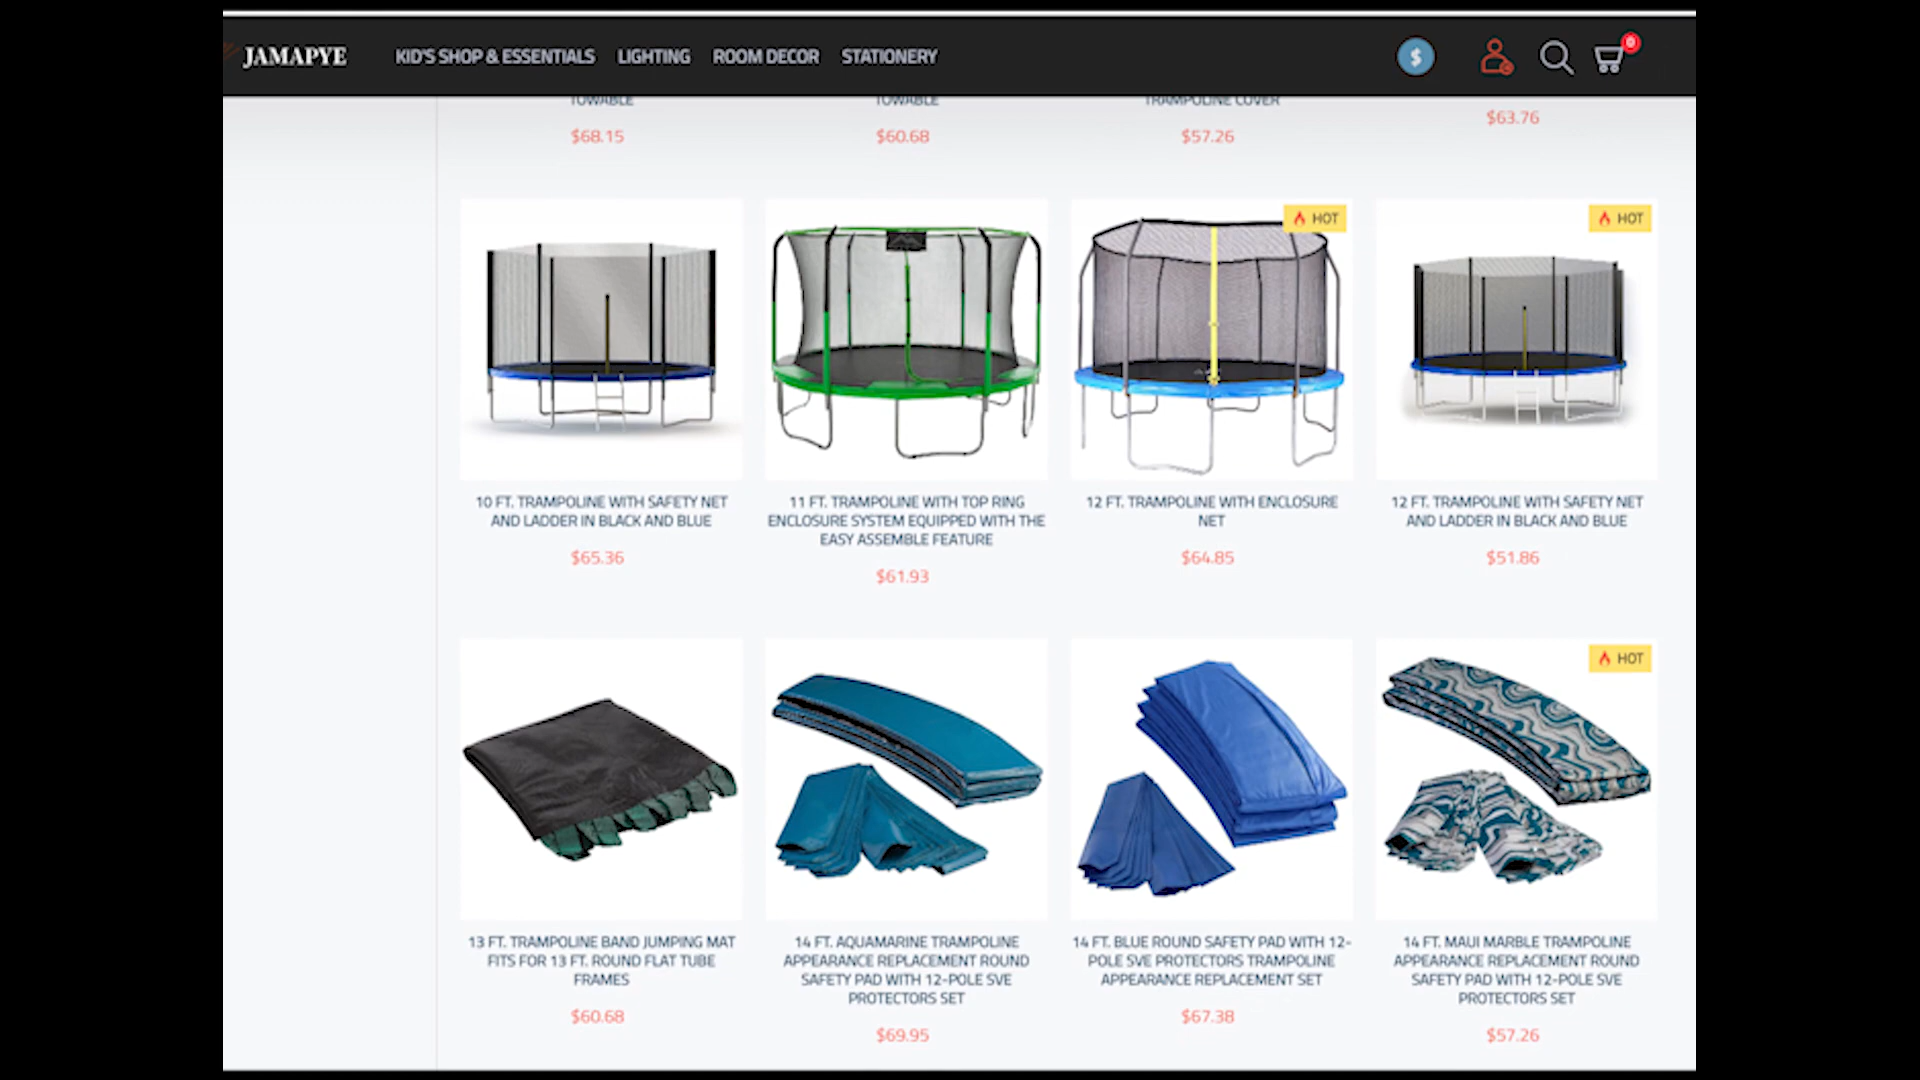 JAMAPYE KID'S SHOP & ESSENTIALS LIGHTING ROOM DECOR STATIONERY $ 0
TOWABLE TOWABLE TRAMPOLINE COVER
$68.15 $60.68 $57.26 $63.76
HOT HOT
10 FT. TRAMPOLINE WITH SAFETY NET
AND LADDER IN BLACK AND BLUE
$65.36
11 FT. TRAMPOLINE WITH TOP RING
ENCLOSURE SYSTEM EQUIPPED WITH THE
EASY ASSEMBLE FEATURE
$61.93
12 FT. TRAMPOLINE WITH ENCLOSURE
NET
$64.85
12 FT. TRAMPOLINE WITH SAFETY NET
AND LADDER IN BLACK AND BLUE
$51.86
HOT
13 FT. TRAMPOLINE BAND JUMPING MAT
FITS FOR 13 FT. ROUND FLAT TUBE
FRAMES
$60.68
14 FT. AQUAMARINE TRAMPOLINE
APPEARANCE REPLACEMENT ROUND
SAFETY PAD WITH 12-POLE SVE
PROTECTORS SET
$69.95
14 FT. BLUE ROUND SAFETY PAD WITH 12-
POLE SVE PROTECTORS TRAMPOLINE
APPEARANCE REPLACEMENT SET
$67.38
14 FT. MAUI MARBLE TRAMPOLINE
APPEARANCE REPLACEMENT ROUND
SAFETY PAD WITH 12-POLE SVE
PROTECTORS SET
$57.26